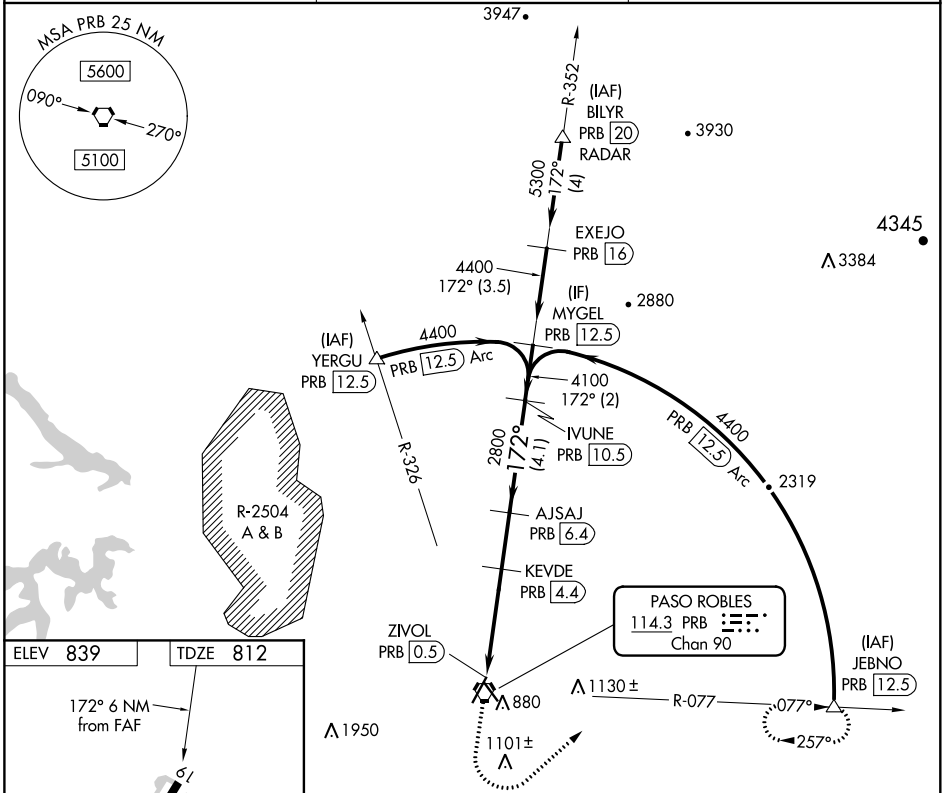 MSA PRB 25 NM
5600
090°
270°
5100
3947
R-352
(IAF)
BILYR
PRB 20
RADAR
3930
5300
172°
(4)
4345
EXEJO
PRB 16
3384
4400
172° (3.5)
(IF)
MYGEL
PRB 12.5
2880
(IAF)
YERGU
PRB 12.5
4400
PRB 12.5 Arc
4100
172° (2)
4400
PRB 12.5 Arc
IVUNE
PRB 10.5
2800
172°
(4.1)
R-326
2319
R-2504
A & B
AJSAJ
PRB 6.4
KEVDE
PRB 4.4
PASO ROBLES
114.3 PRB
Chan 90
ZIVOL
PRB 0.5
(IAF)
JEBNO
PRB 12.5
880
1130 ±
R-077
077°
257°
1101±
1950
ELEV 839
TDZE 812
172° 6 NM
from FAF
19